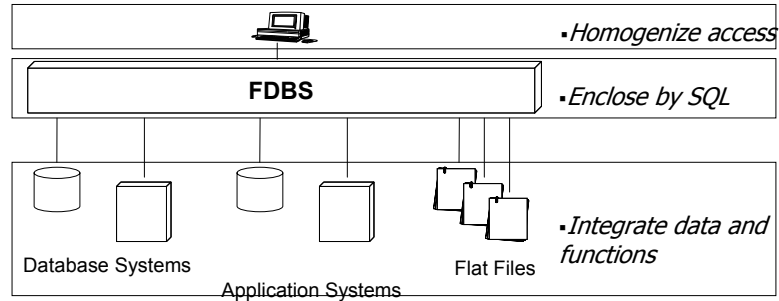 ▪Homogenize access
FDBS
▪Enclose by SQL
▪Integrate data and
functions
Database Systems
Application Systems
Flat Files